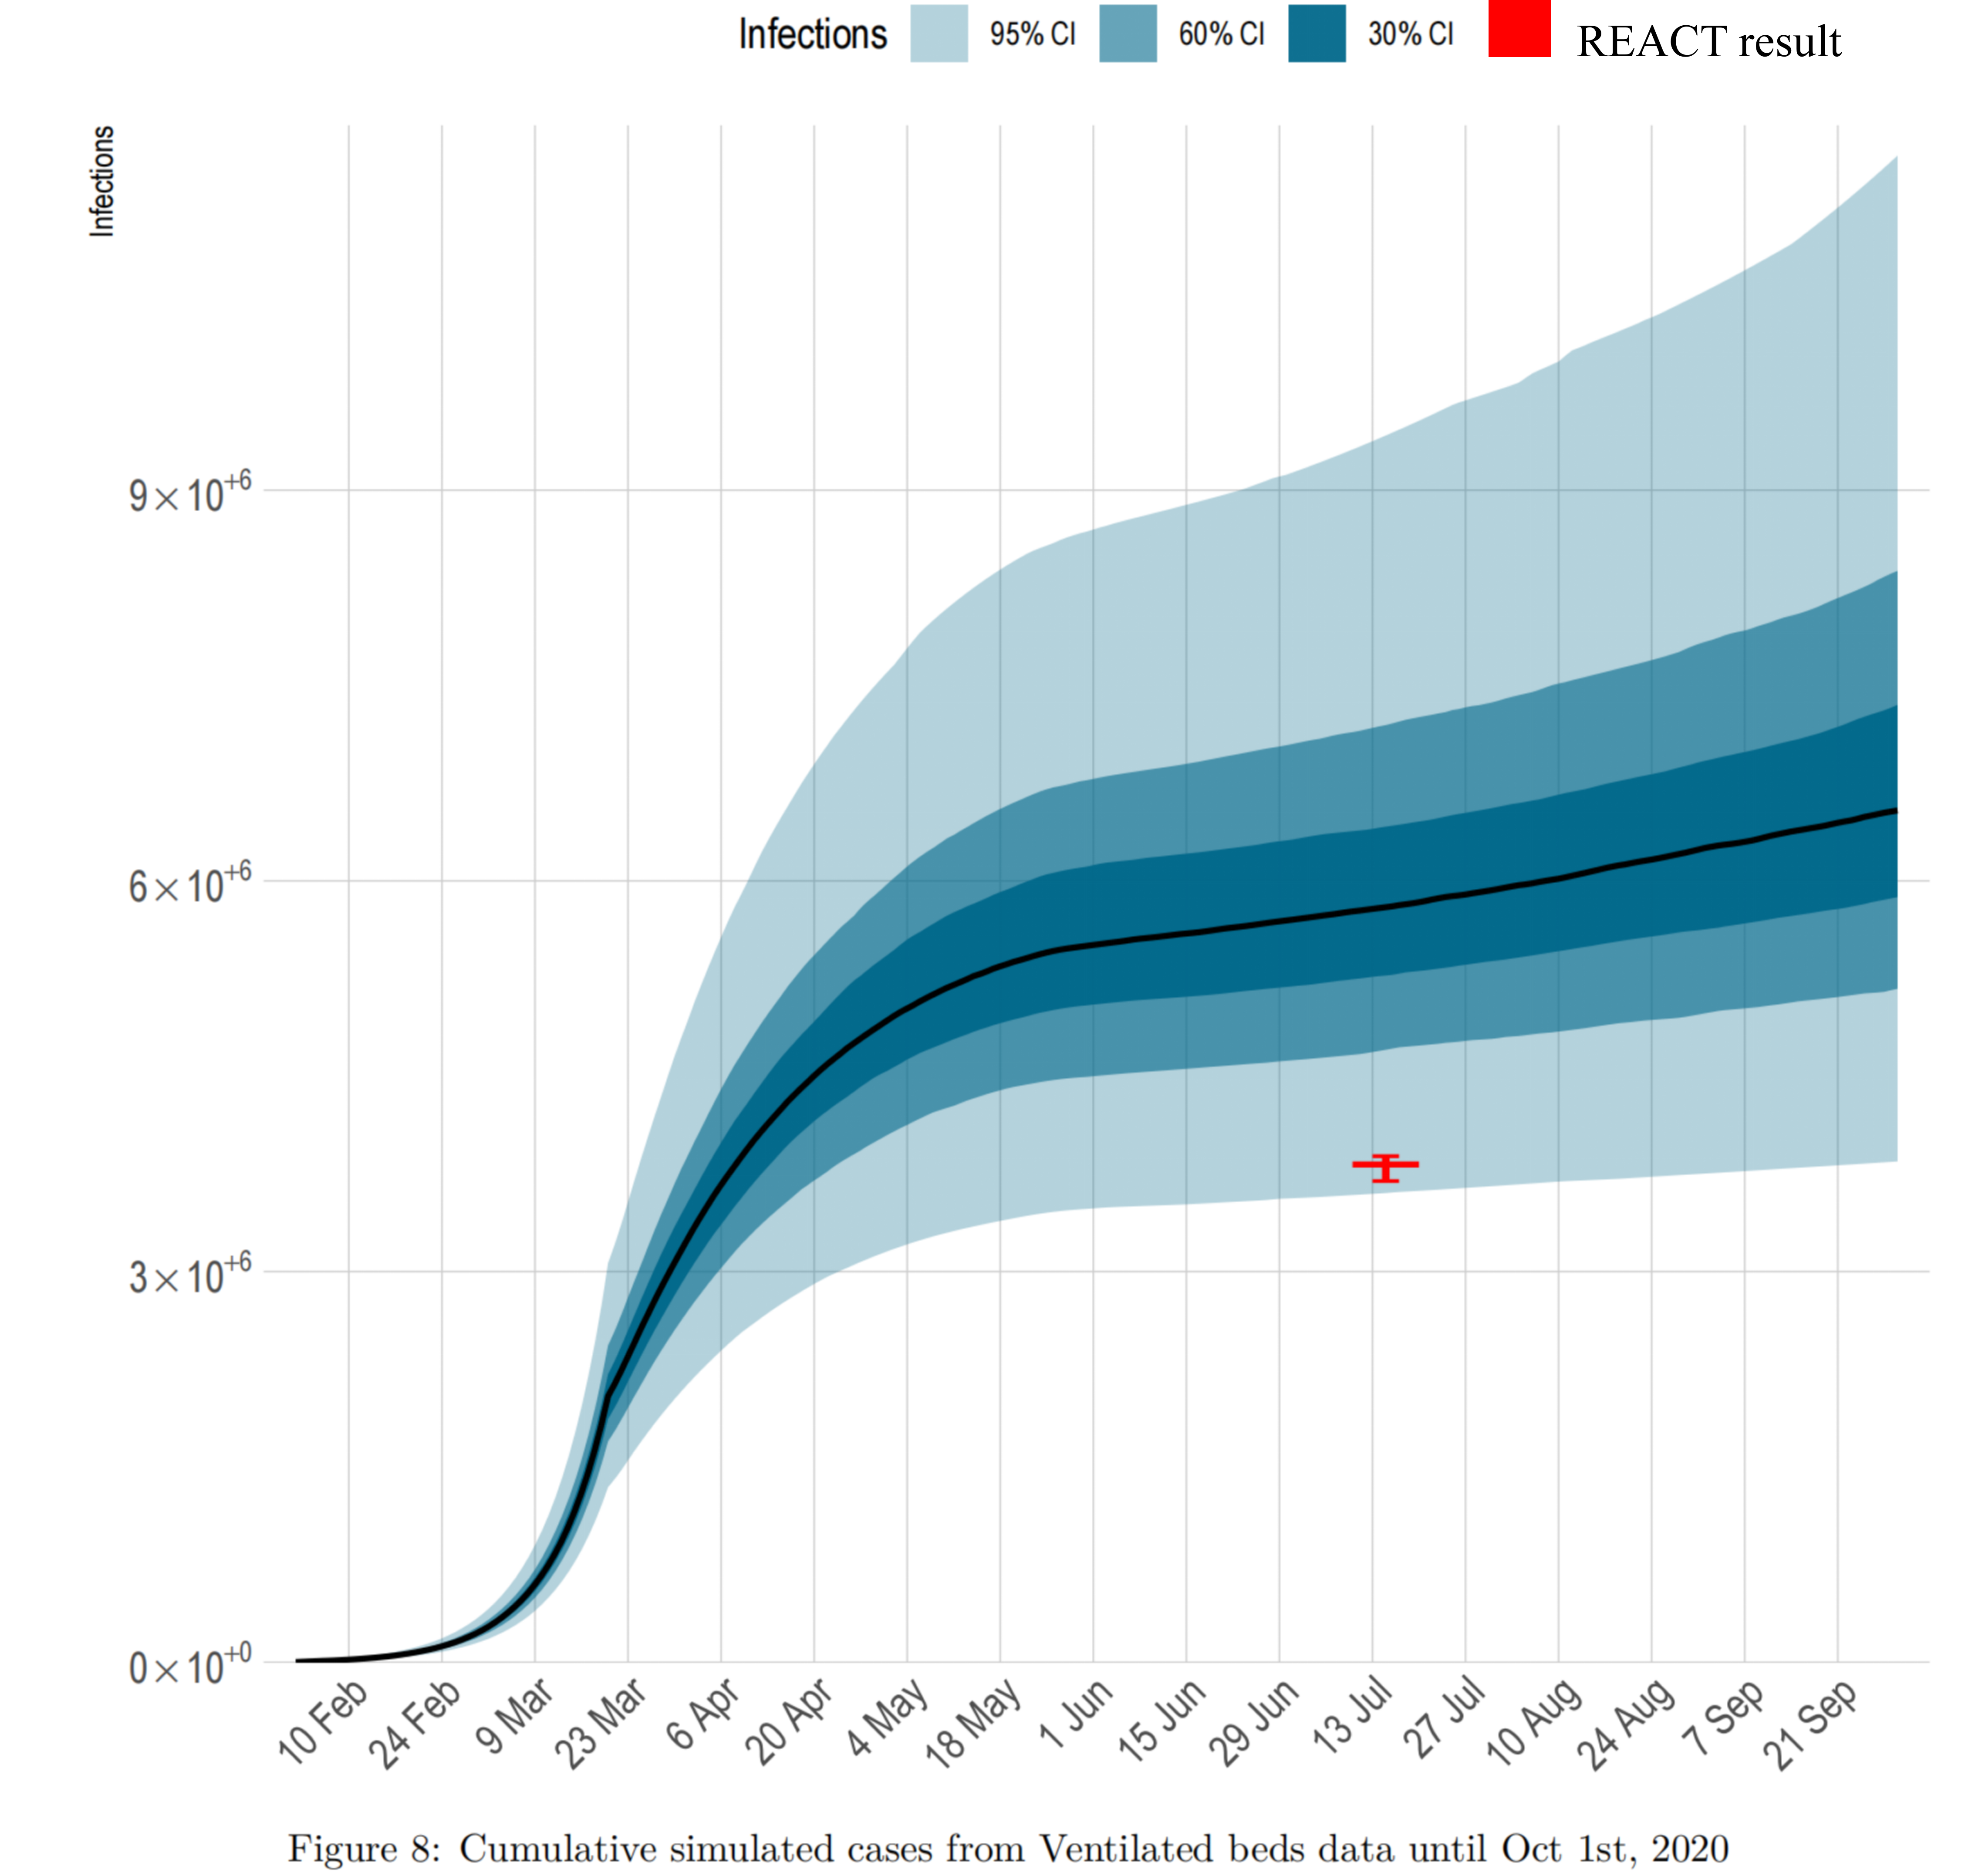 Infections 95% CI 60% CI 30% CI REACT result
Infections
9×10+6
6×10+6
3×10+6
0×10+0
10 Feb
24 Feb
9 Mar
23 Mar
6 Apr
20 Apr
4 May
18 May
1 Jun
15 Jun
29 Jun
13 Jul
27 Jul
10 Aug
24 Aug
7 Sep
21 Sep
Figure 8: Cumulative simulated cases from Ventilated beds data until Oct 1st, 2020